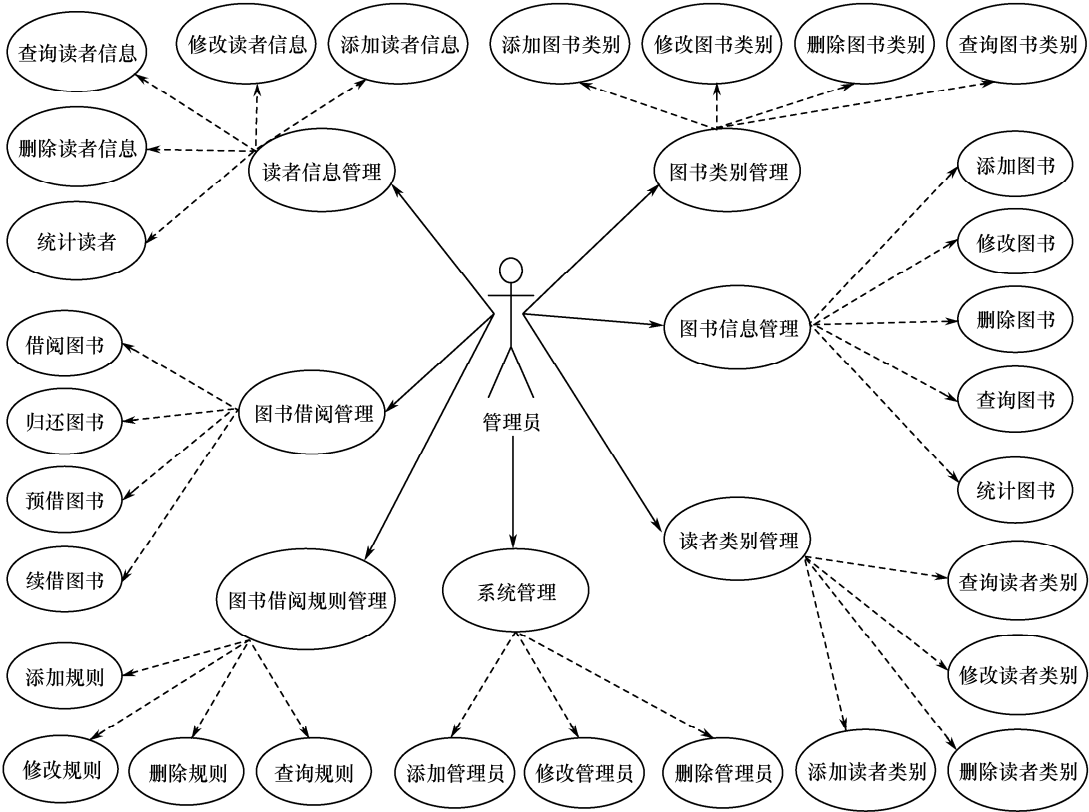 查询读者信息
修改读者信息
添加读者信息
添加图书类别
修改图书类别
删除图书类别
查询图书类别
删除读者信息
读者信息管理
图书类别管理
添加图书
统计读者
修改图书
图书信息管理
删除图书
借阅图书
查询图书
归还图书
图书借阅管理
管理员
预借图书
统计图书
读者类别管理
续借图书
图书借阅规则管理
系统管理
查询读者类别
添加规则
修改读者类别
修改规则
删除规则
查询规则
添加管理员
修改管理员
删除管理员
添加读者类别
删除读者类别